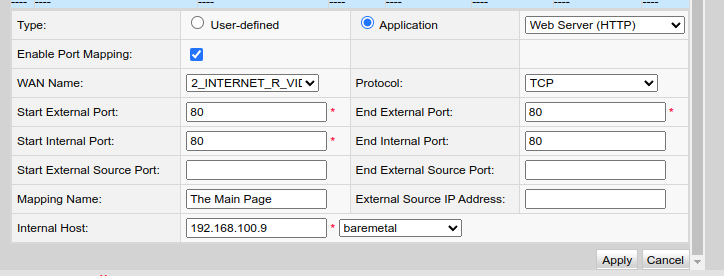 Type: User-defined Application Web Server (HTTP)
Enable Port Mapping:
WAN Name: 2_INTERNET_R_VI Protocol: TCP
Start External Port: 80 * End External Port: 80 *
Start Internal Port: 80 * End Internal Port: 80
Start External Source Port: End External Source Port:
Mapping Name: The Main Page External Source IP Address:
Internal Host: 192.168.100.9 * baremetal
Apply Cancel